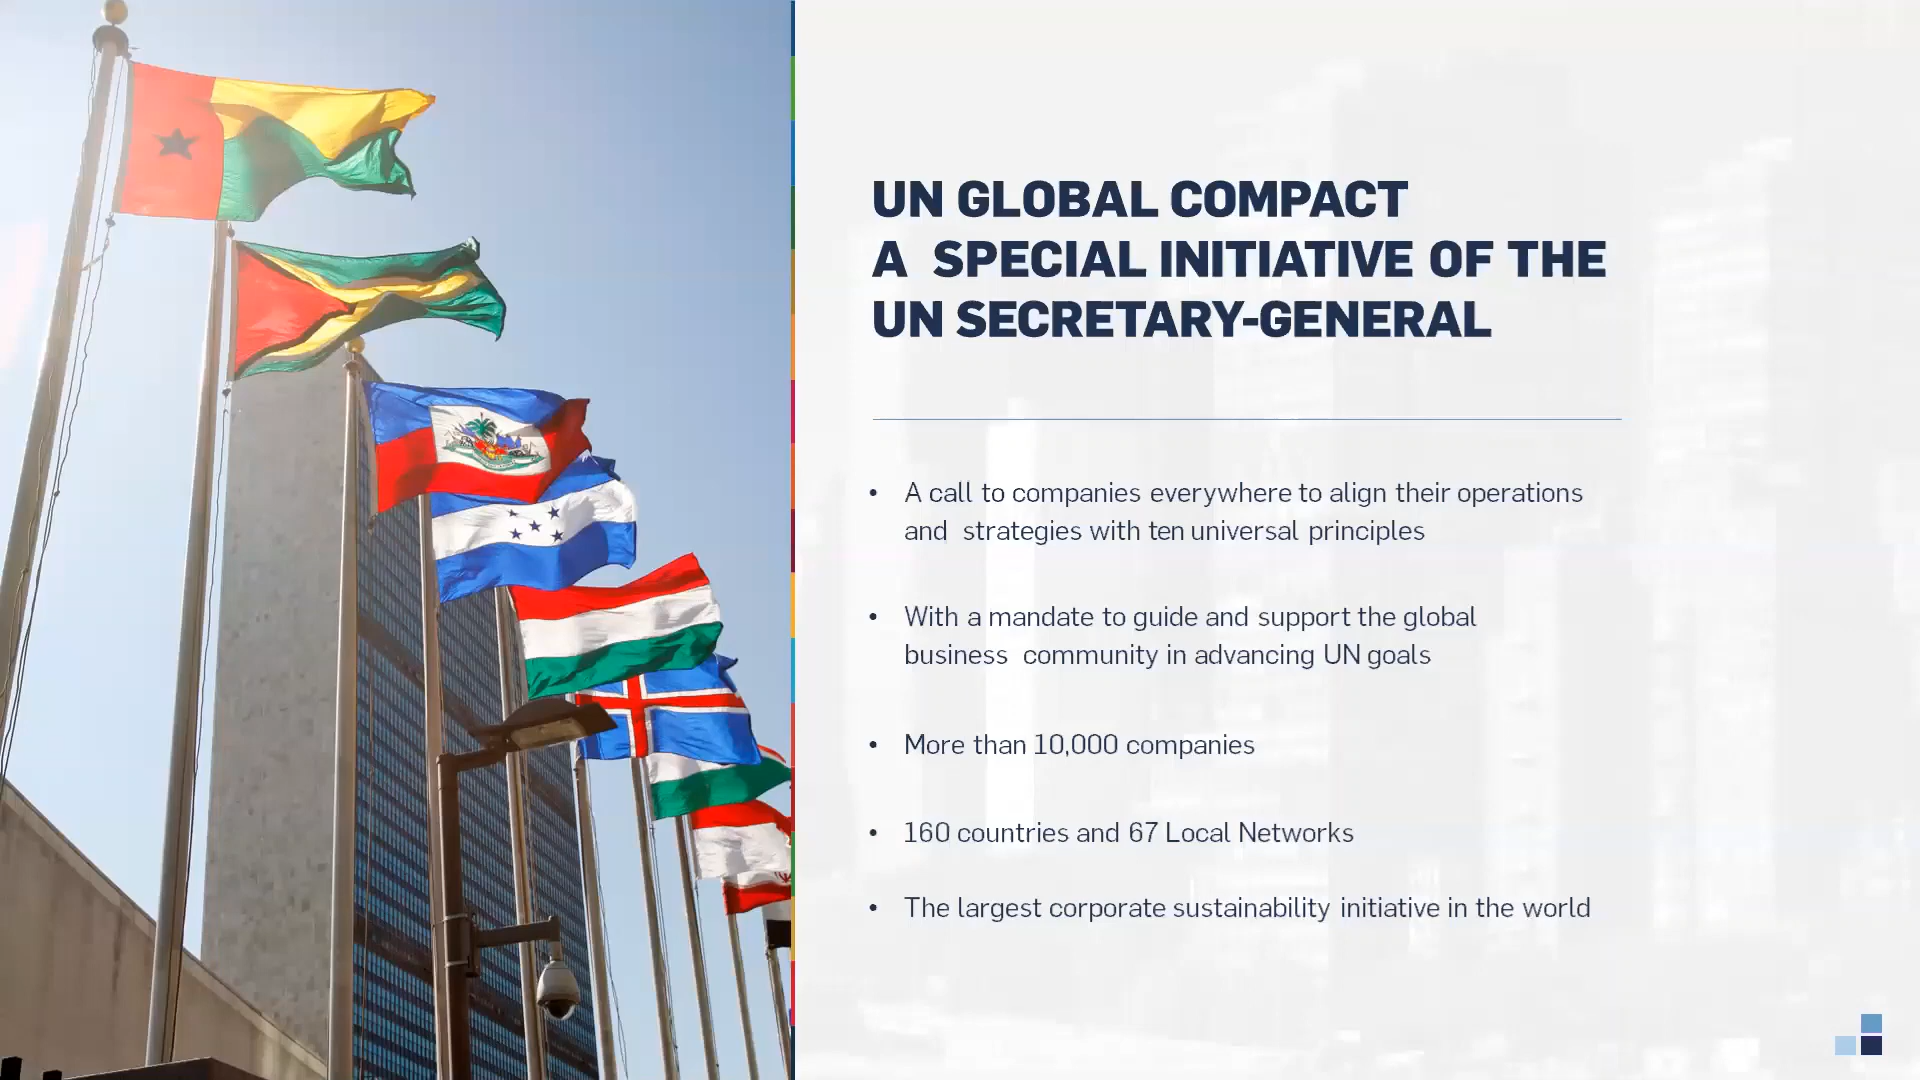 UN GLOBAL COMPACT
A  SPECIAL INITIATIVE OF THE
UN SECRETARY-GENERAL
• A call to companies everywhere to align their operations
and  strategies with ten universal principles
• With a mandate to guide and support the global
business  community in advancing UN goals
• More than 10,000 companies
• 160 countries and 67 Local Networks
• The largest corporate sustainability initiative in the world